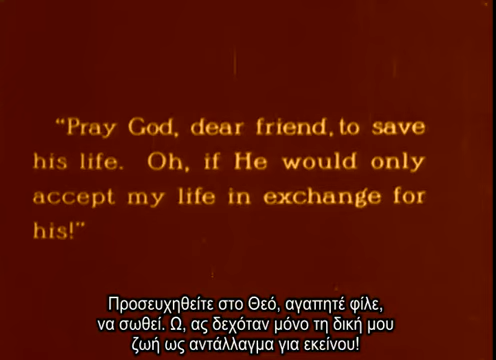 "Pray God, dear friend, to save
his life. Oh, if He would only
accept my life in exchange for
his!"
Προσευχηθείτε στο Θεό, αγαπητέ φίλε,
να σωθεί. Ω, ας δεχόταν μόνο τη δική μου
ζωή ως αντάλλαγμα για εκείνου!